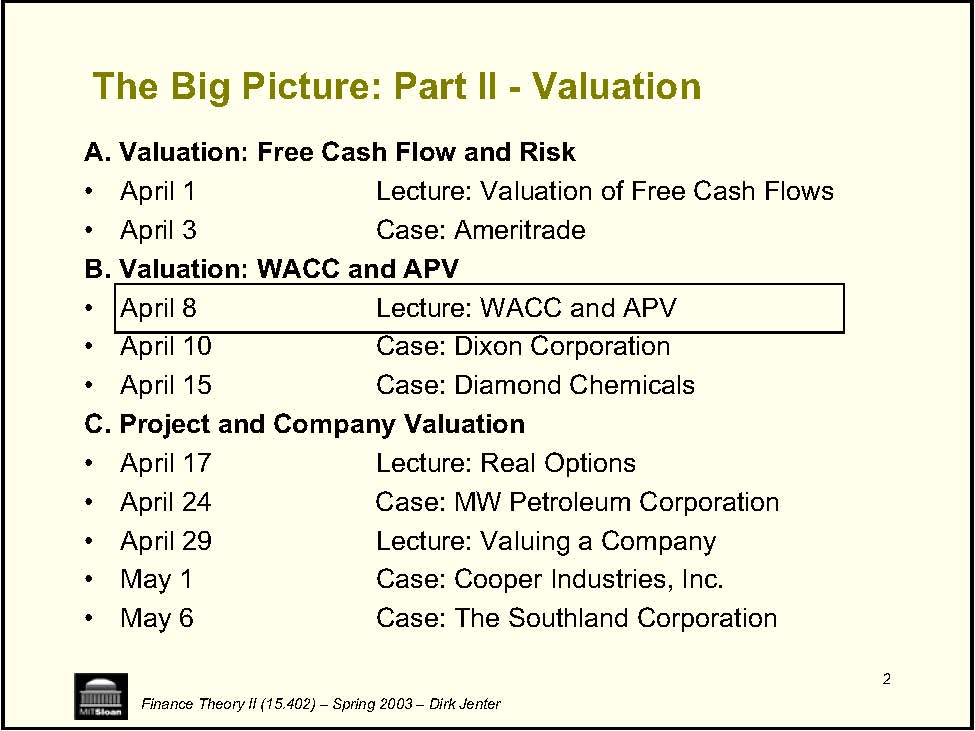 The Big Picture: Part II - Valuation
A. Valuation: Free Cash Flow and Risk
• April 1 Lecture: Valuation of Free Cash Flows
• April 3 Case: Ameritrade
B. Valuation: WACC and APV
• April 8 Lecture: WACC and APV
• April 10 Case: Dixon Corporation
• April 15 Case: Diamond Chemicals
C. Project and Company Valuation
• April 17 Lecture: Real Options
• April 24 Case: MW Petroleum Corporation
• April 29 Lecture: Valuing a Company
• May 1 Case: Cooper Industries, Inc.
• May 6 Case: The Southland Corporation
2
MITSloan
Finance Theory II (15.402) – Spring 2003 – Dirk Jenter